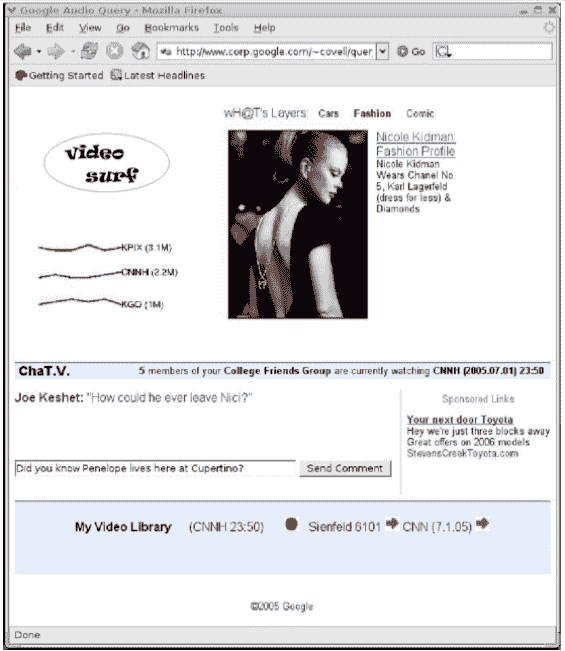 Google Audio Query - Mozilla Firefox
File Edit View Go Bookmarks Tools Help
http://www.corp.google.com/~covell/quer Go
Getting Started Latest Headlines
wH@T's Layers: Cars Fashion Comic
video
surf
Nicole Kidman:
Fashion Profile
Nicole Kidman
Wears Chanel No.
5, Karl Lagerfeld
(dress for less) &
Diamonds
KPIX (3.1M)
CNNH (2.2M)
KGO (1M)
ChaT.V. 5 members of your College Friends Group are currently watching CNNH (2005.07.01) 23:50
Joe Keshet: "How could he ever leave Nici?"
Did you know Penelope lives here at Cupertino? Send Comment
Sponsored Links
Your next door Toyota
Hey we're just three blocks away
Great offers on 2006 models
StevensCreekToyota.com
My Video Library (CNNH 23:50) Sienfeld 6101 CNN (7.1.05)
©2005 Google
Done